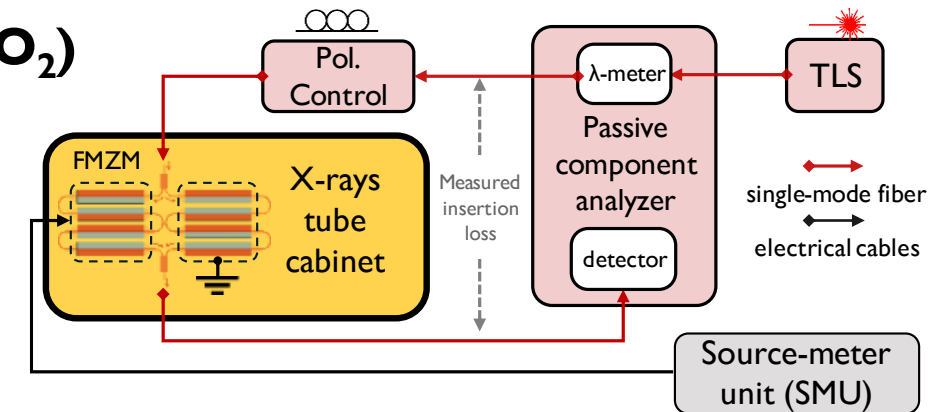 O₂)
Pol.
Control
λ-meter
TLS
Passive
component
analyzer
detector
FMZM
X-rays
tube
cabinet
Measured
insertion
loss
single-mode fiber
electrical cables
Source-meter
unit (SMU)